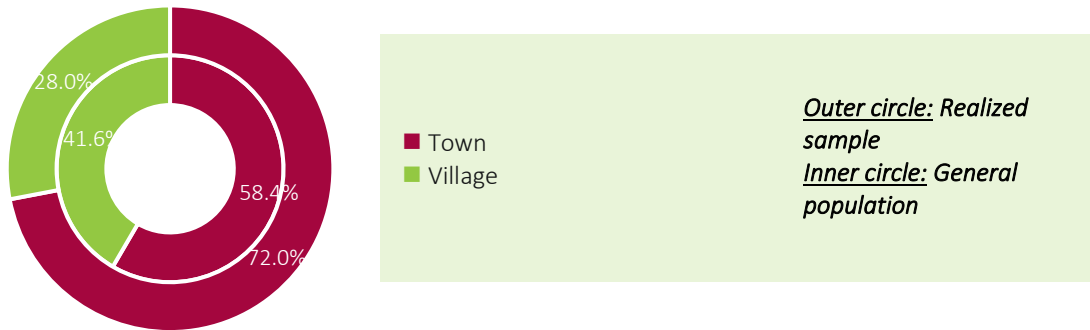 28.0%
41.6%
58.4%
72.0%
Town
Village
Outer circle: Realized
sample
Inner circle: General
population